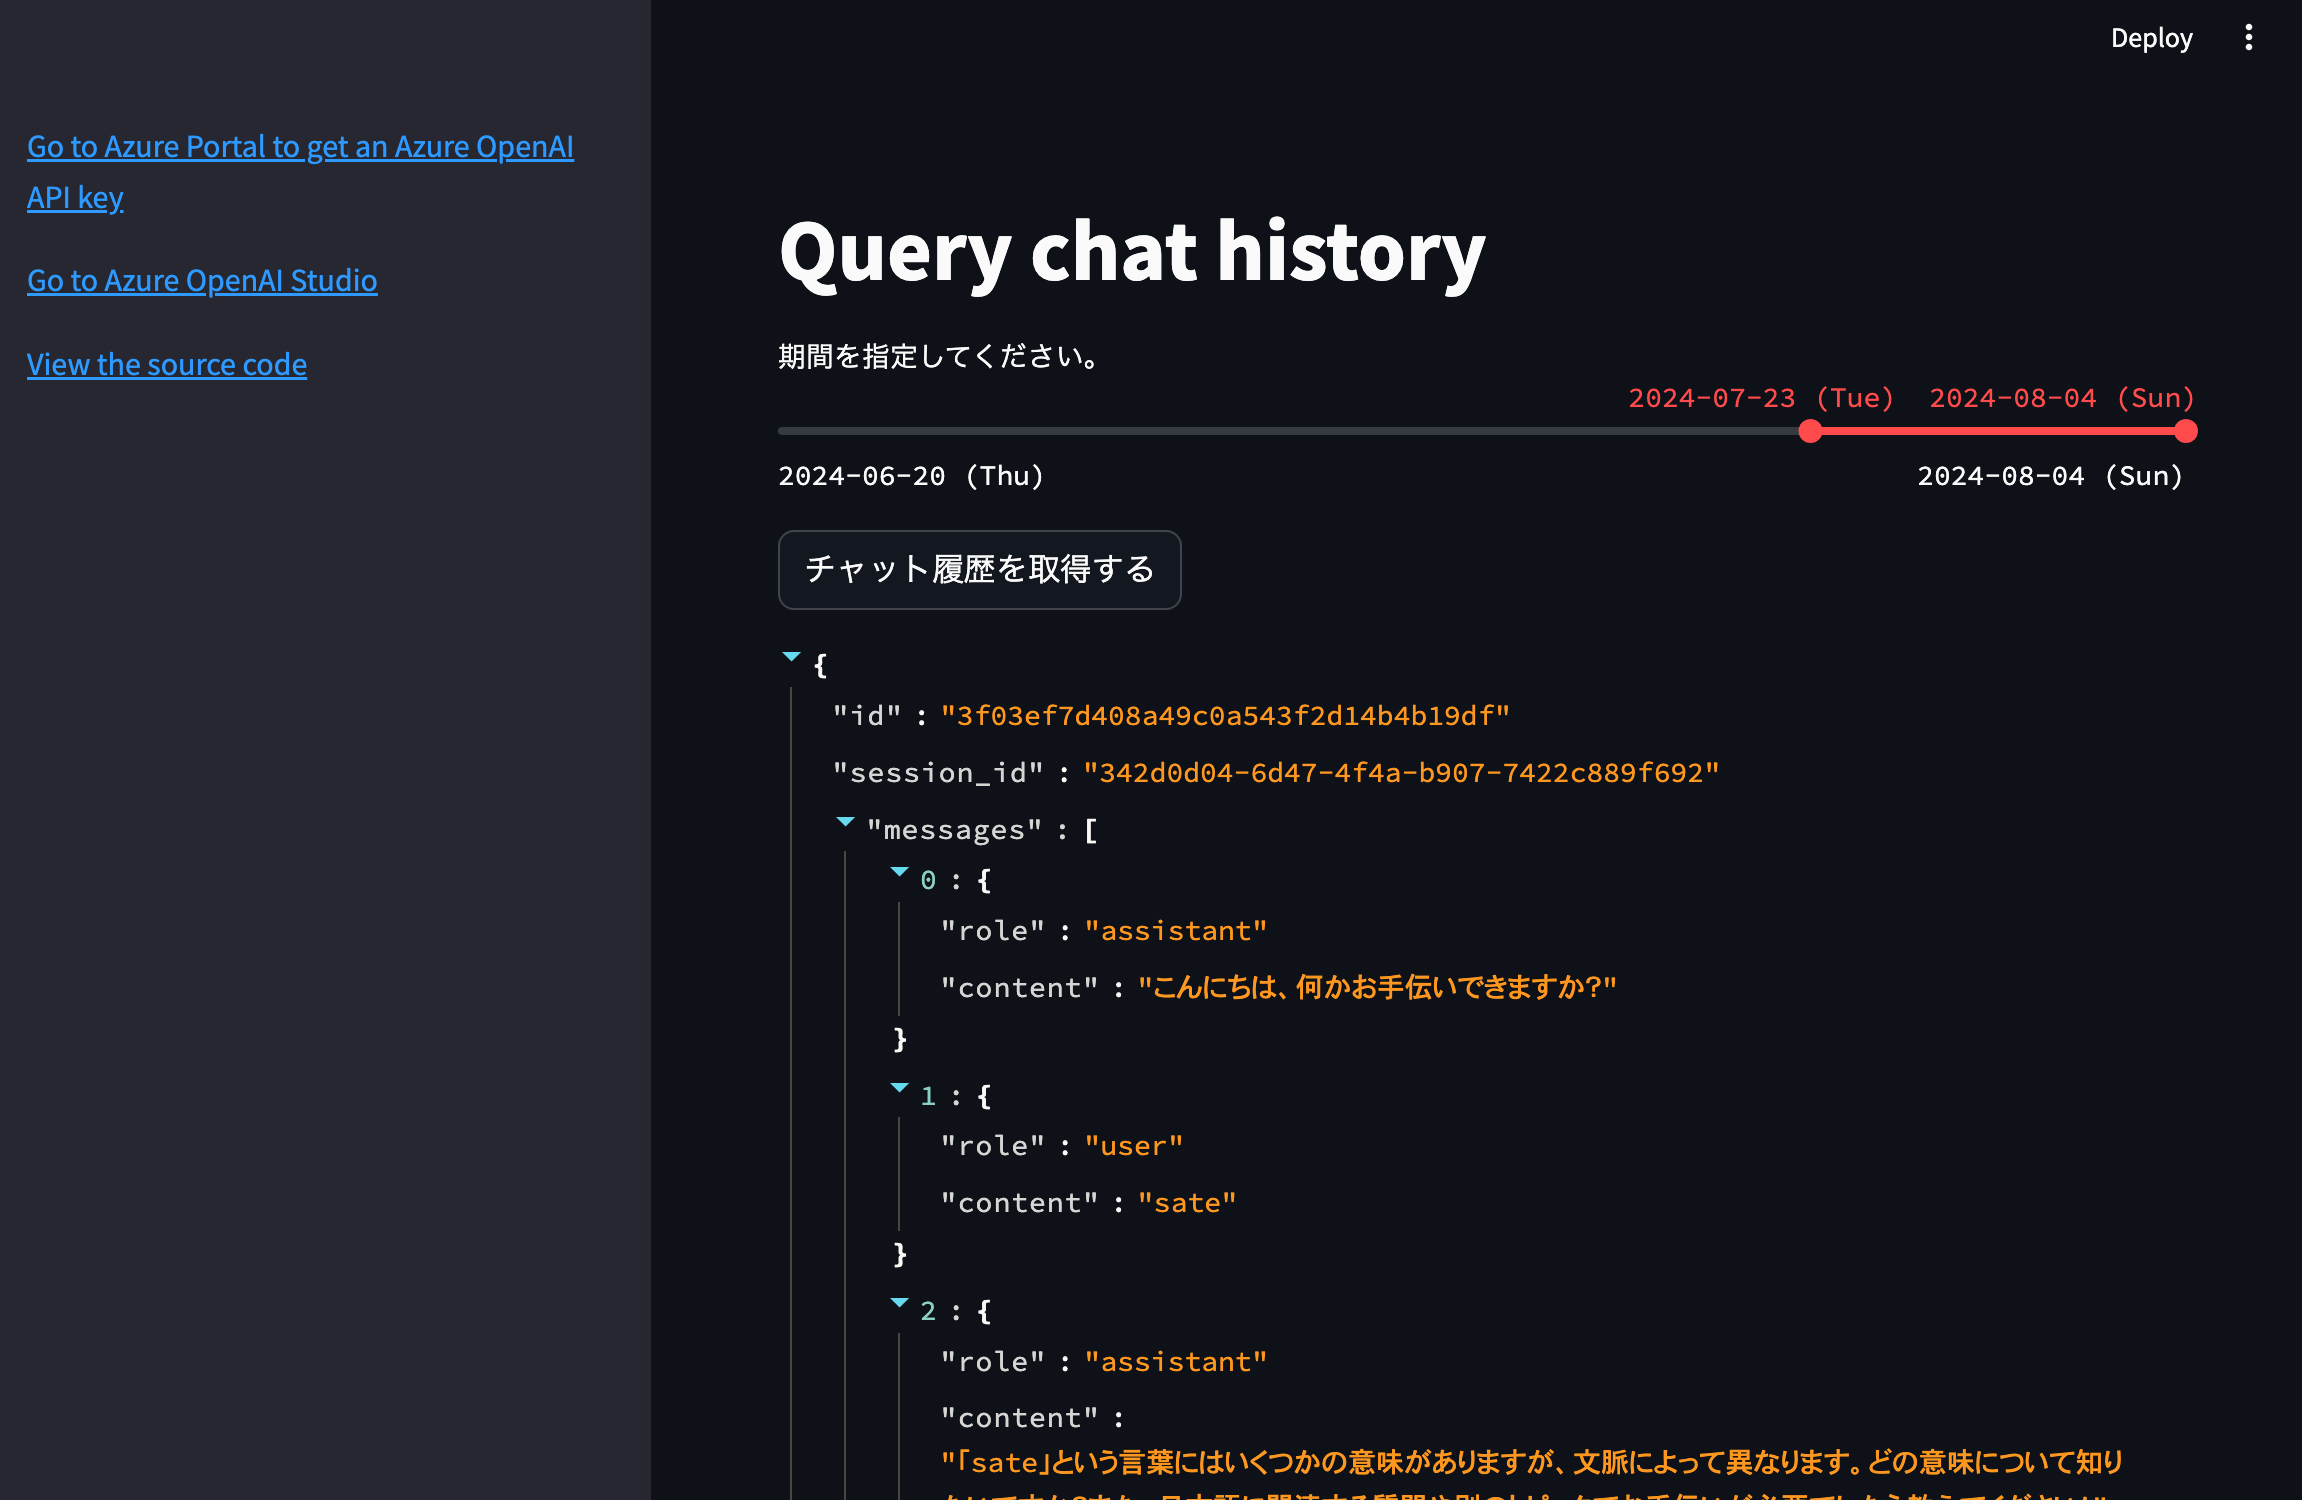 Deploy
Go to Azure Portal to get an Azure OpenAI
API key
Go to Azure OpenAI Studio
View the source code
Query chat history
期間を指定してください。
2024-07-23 (Tue) 2024-08-04 (Sun)
2024-06-20 (Thu) 2024-08-04 (Sun)
チャット履歴を取得する
{
"id" : "3f03ef7d408a49c0a543f2d14b4b19df"
"session_id" : "342d0d04-6d47-4f4a-b907-7422c889f692"
"messages" : [
0 : {
"role" : "assistant"
"content" : "こんにちは、何かお手伝いできますか?"
}
1 : {
"role" : "user"
"content" : "sate"
}
2 : {
"role" : "assistant"
"content" :
"「sate」という言葉にはいくつかの意味がありますが、文脈によって異なります。どの意味について知り